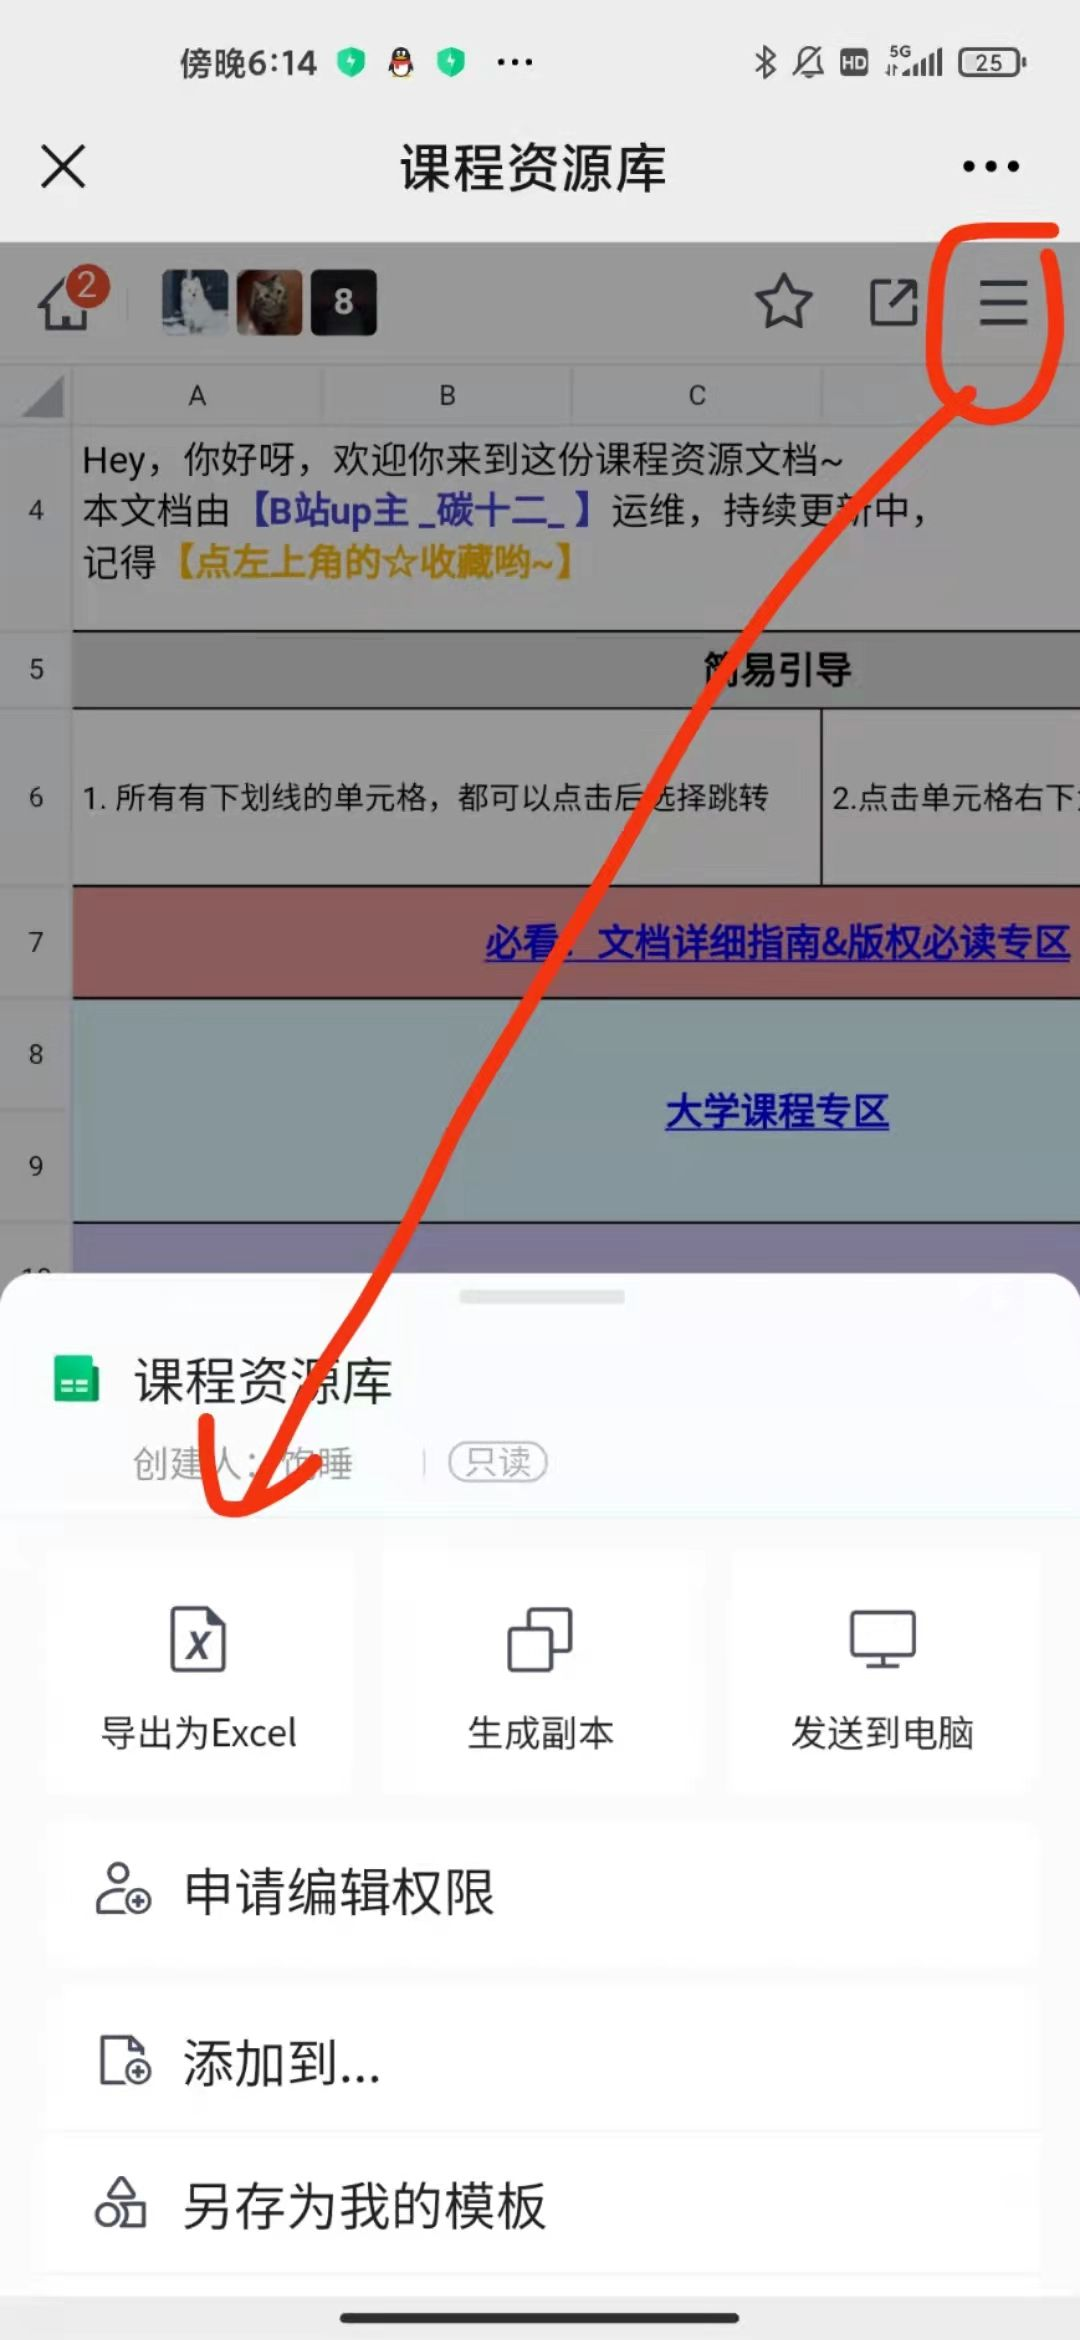 傍晚6:14
HD
5G
25
课程资源库
2
8
A B C
4
Hey，你好呀，欢迎你来到这份课程资源文档~
本文档由【B站up主 _碳十二_ 】运维，持续更新中，
记得【点左上角的☆收藏哟~】
5 简易引导
6 1. 所有有下划线的单元格，都可以点击后选择跳转 2.点击单元格右下
7 必看：文档详细指南&版权必读专区
8
大学课程专区
9
课程资源库
创建人：饱睡 只读
导出为Excel 生成副本 发送到电脑
申请编辑权限
添加到...
另存为我的模板